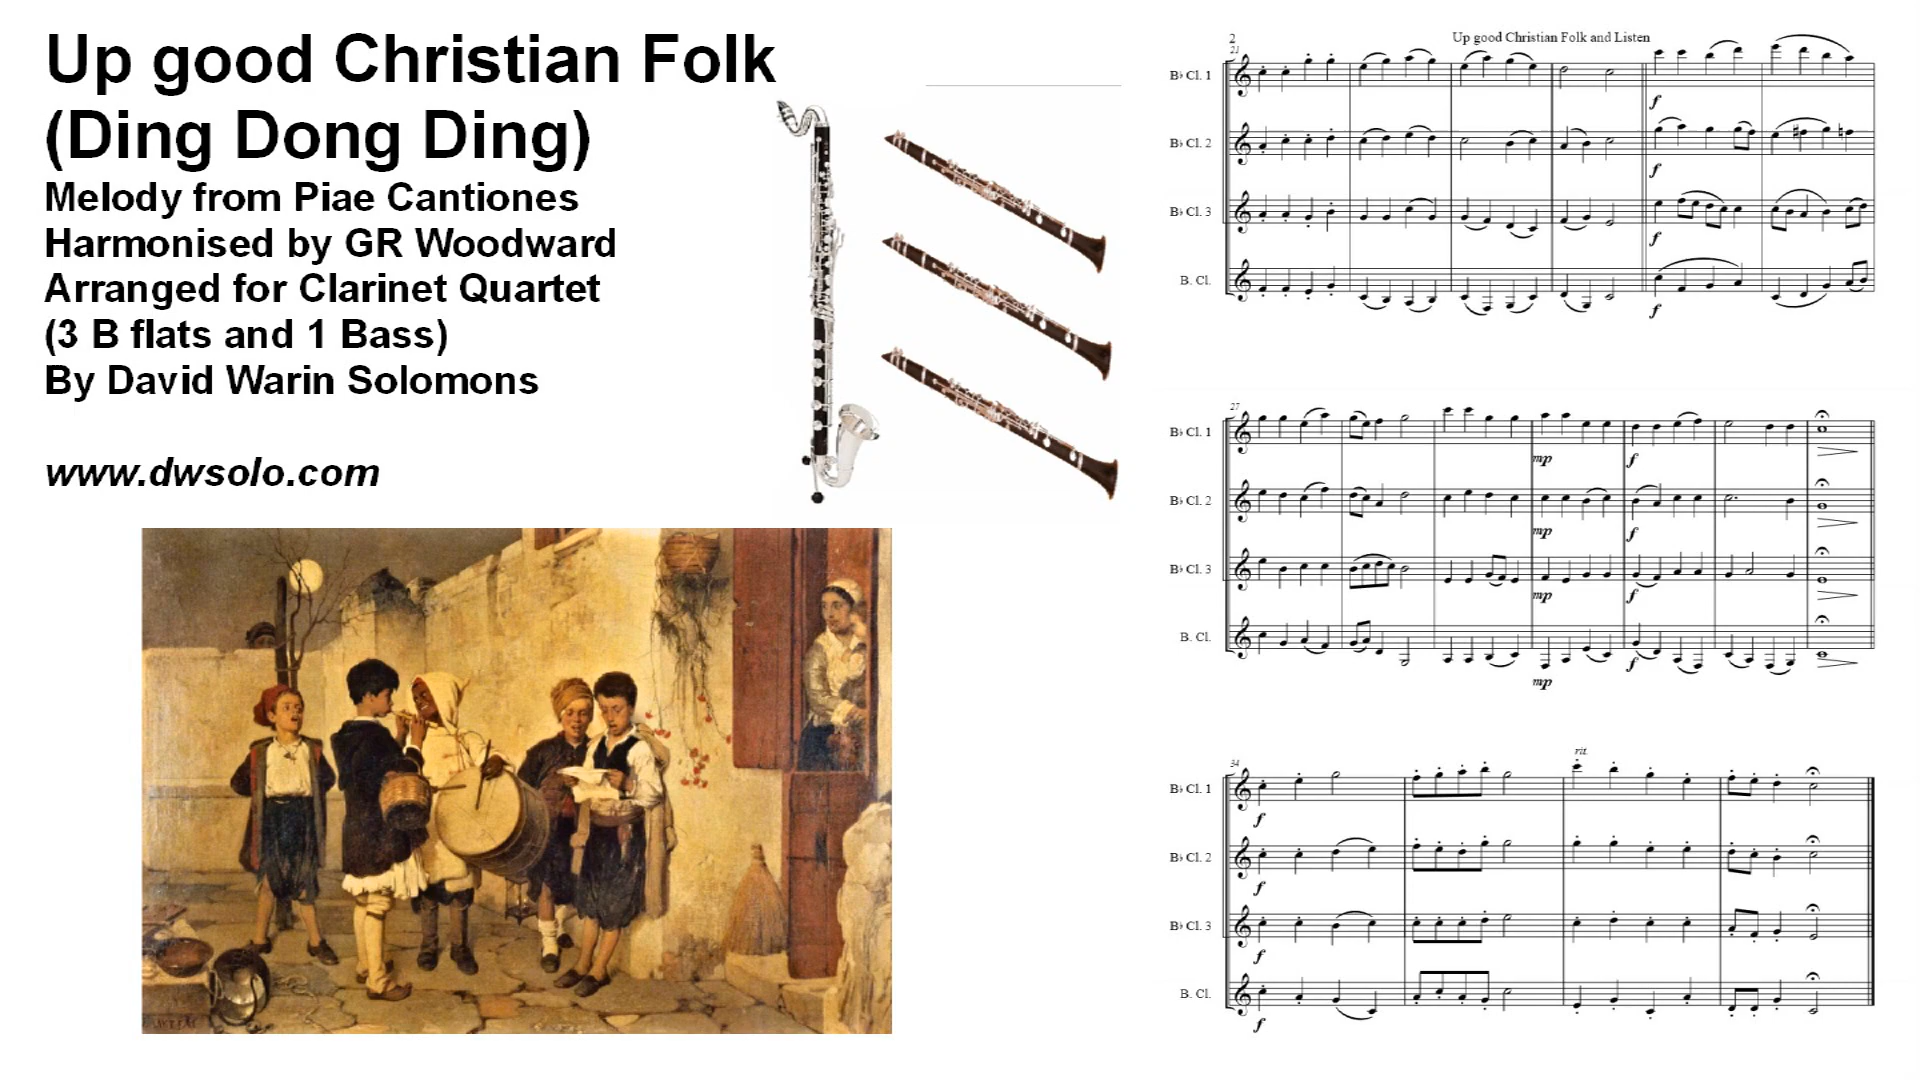 Up good Christian Folk
(Ding Dong Ding)
Melody from Piae Cantiones
Harmonised by GR Woodward
Arranged for Clarinet Quartet
(3 B flats and 1 Bass)
By David Warin Solomons
www.dwsolo.com
2
Up good Christian Folk and Listen
21
B♭ Cl. 1
f
B♭ Cl. 2
f
B♭ Cl. 3
f
B. Cl.
f
27
B♭ Cl. 1
mp f
B♭ Cl. 2
mp f
B♭ Cl. 3
mp f
B. Cl.
mp f
rit.
34
B♭ Cl. 1
f
B♭ Cl. 2
f
B♭ Cl. 3
f
B. Cl.
f